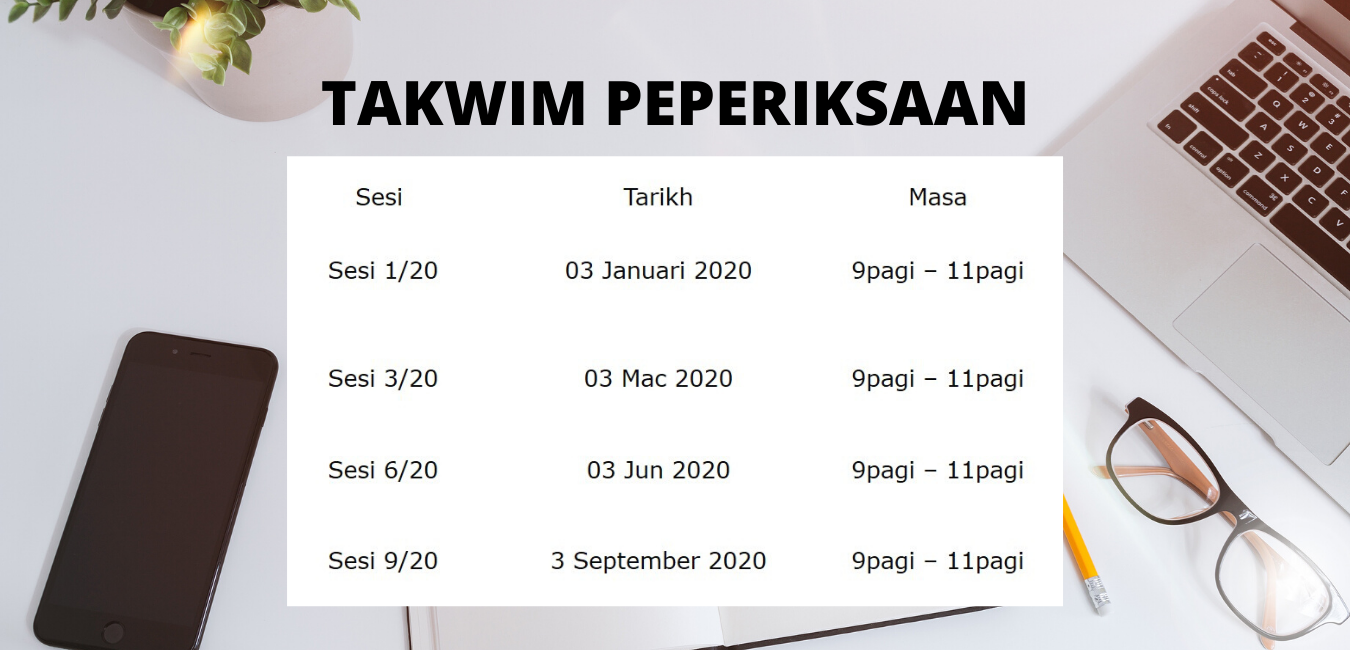 TAKWIM PEPERIKSAAN
Sesi Tarikh Masa
Sesi 1/20 03 Januari 2020 9pagi – 11pagi
Sesi 3/20 03 Mac 2020 9pagi – 11pagi
Sesi 6/20 03 Jun 2020 9pagi – 11pagi
Sesi 9/20 3 September 2020 9pagi – 11pagi